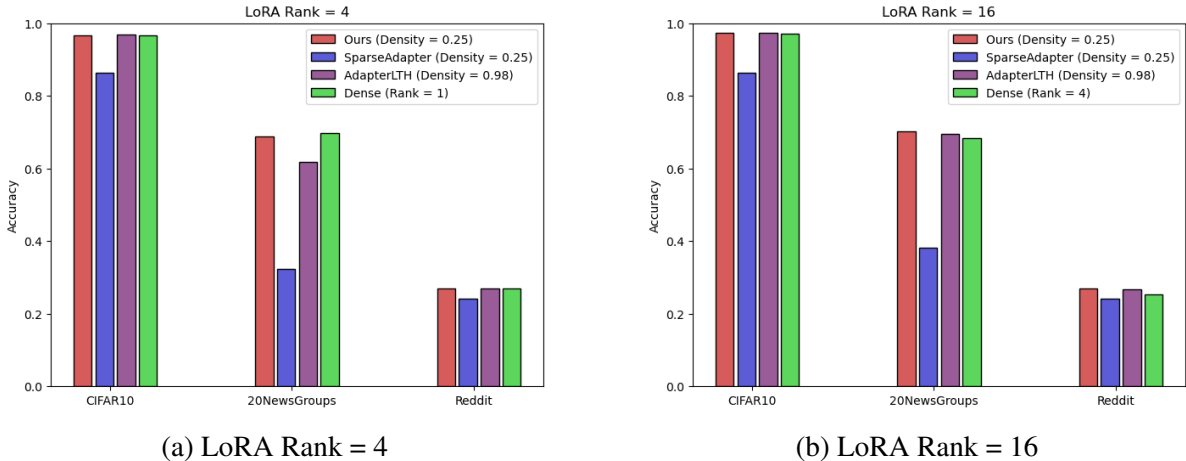 LoRA Rank = 4
Accuracy
1.0
0.8
0.6
0.4
0.2
0.0
Ours (Density = 0.25)
SparseAdapter (Density = 0.25)
AdapterLTH (Density = 0.98)
Dense (Rank = 1)
CIFAR10
20NewsGroups
Reddit
(a) LoRA Rank = 4
LoRA Rank = 16
Accuracy
1.0
0.8
0.6
0.4
0.2
0.0
Ours (Density = 0.25)
SparseAdapter (Density = 0.25)
AdapterLTH (Density = 0.98)
Dense (Rank = 4)
CIFAR10
20NewsGroups
Reddit
(b) LoRA Rank = 16